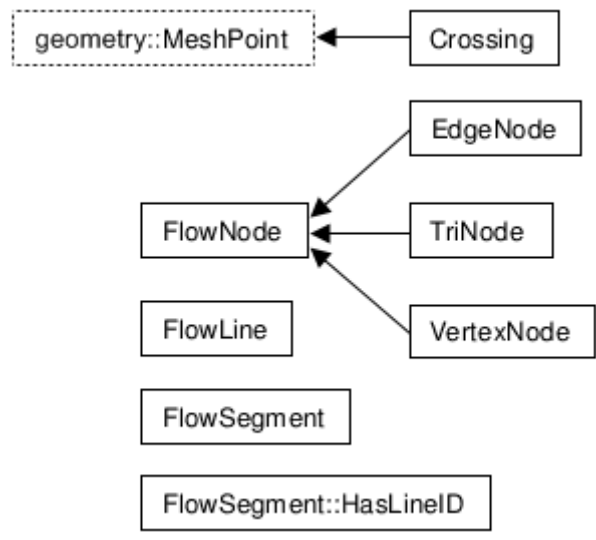 geometry::MeshPoint
Crossing
EdgeNode
FlowNode
TriNode
FlowLine
VertexNode
FlowSegment
FlowSegment::HasLineID